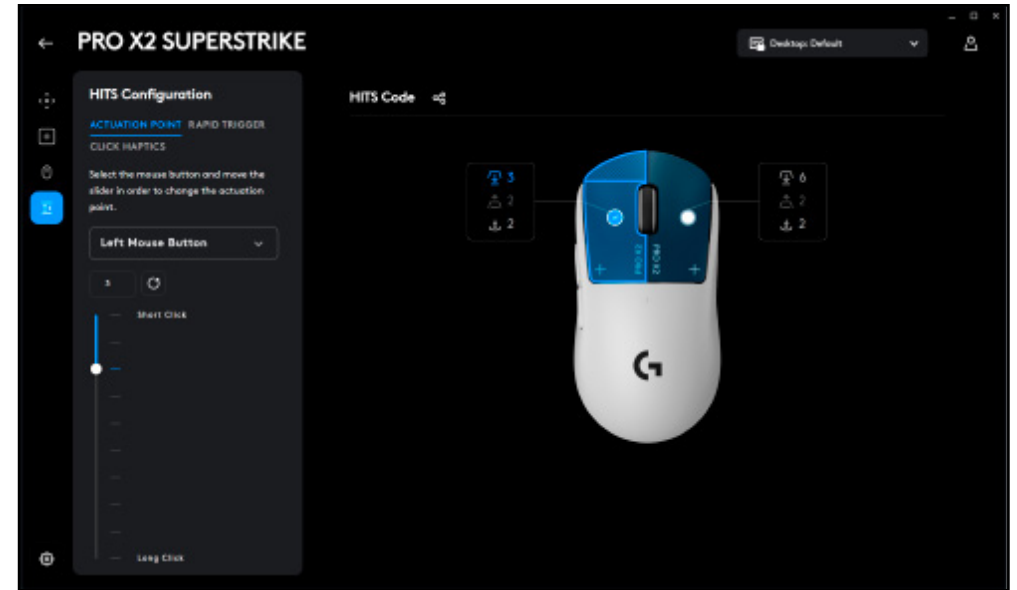 PRO X2 SUPERSTRIKE
Desktop: Default
HITS Configuration
ACTUATION POINT RAPID TRIGGER
CLICK HAPTICS
Select the mouse button and move the
slider in order to change the actuation
point.
Left Mouse Button
3
Short Click
Long Click
HITS Code
3
2
2
6
2
2
PRO X2
PRO X2
G